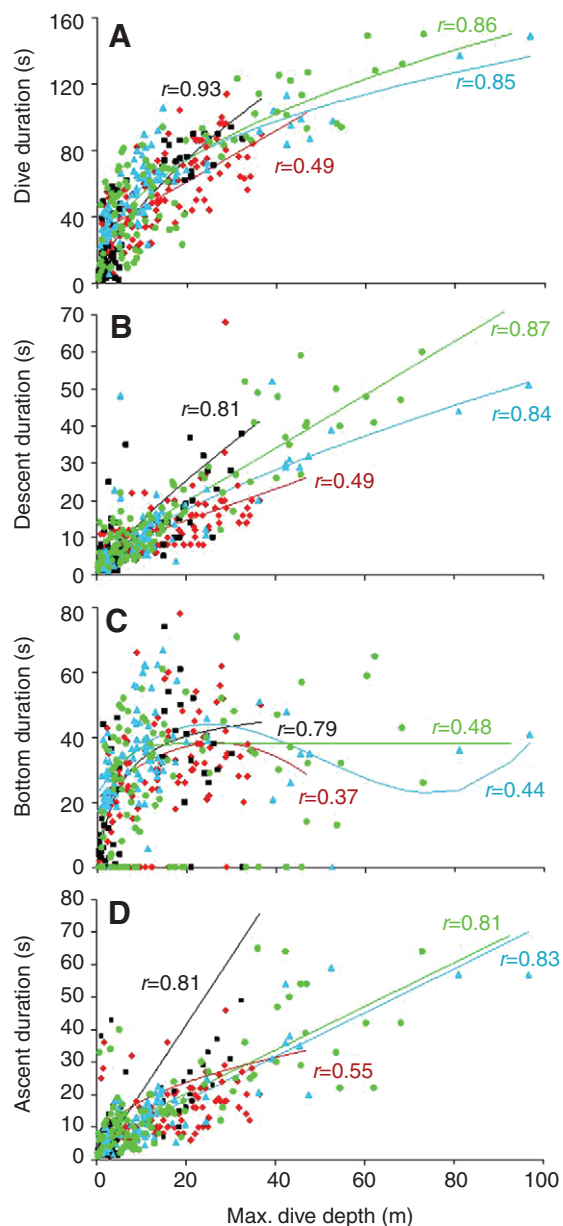 A
Dive duration (s)
160
120
80
40
0
r=0.86
r=0.93
r=0.85
r=0.49
B
Descent duration (s)
70
60
50
40
30
20
10
0
r=0.87
r=0.81
r=0.84
r=0.49
C
Bottom duration (s)
80
60
40
20
0
r=0.79
r=0.48
r=0.44
r=0.37
D
Ascent duration (s)
80
70
60
50
40
30
20
10
0
r=0.81
r=0.81
r=0.83
r=0.55
0 20 40 60 80 100
Max. dive depth (m)